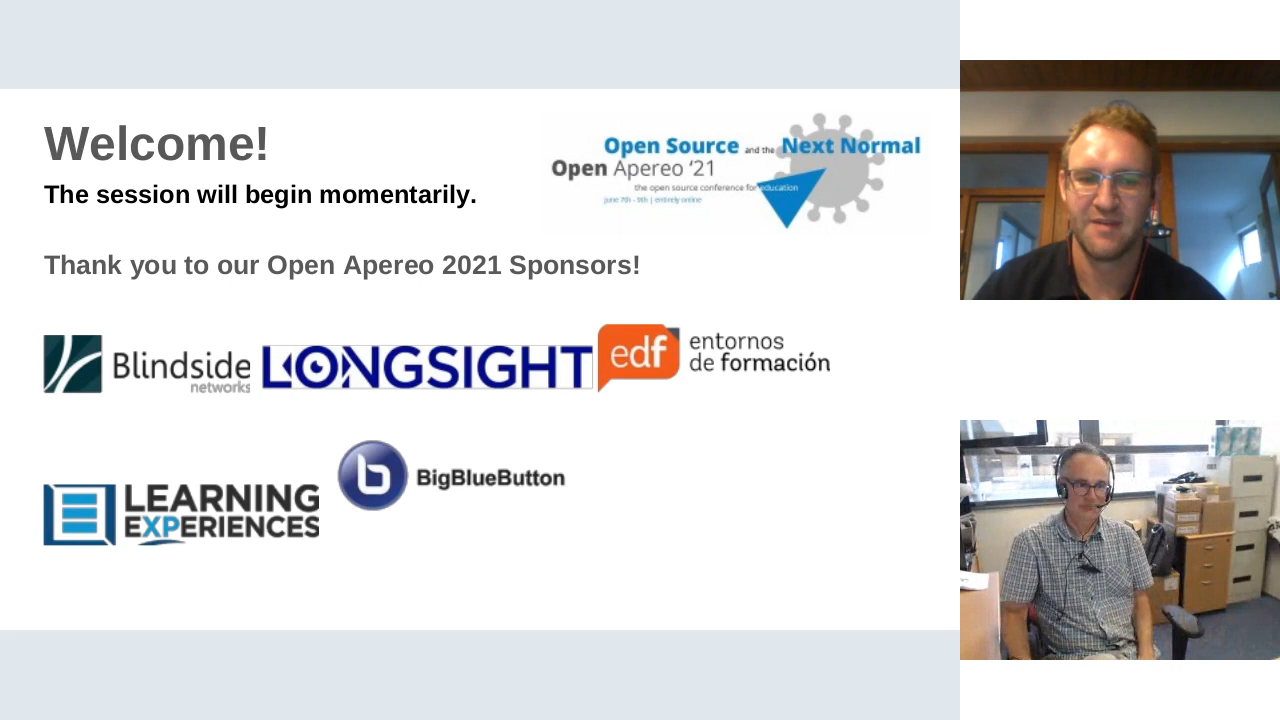 Welcome!
The session will begin momentarily.
Open Source and the Next Normal
Open Apereo ‘21
the open source conference for education
june 7th - 9th | entirely online
Thank you to our Open Apereo 2021 Sponsors!
Blindside
networks
LONGSIGHT
edf
entornos
de formación
LEARNING
EXPERIENCES
b
BigBlueButton